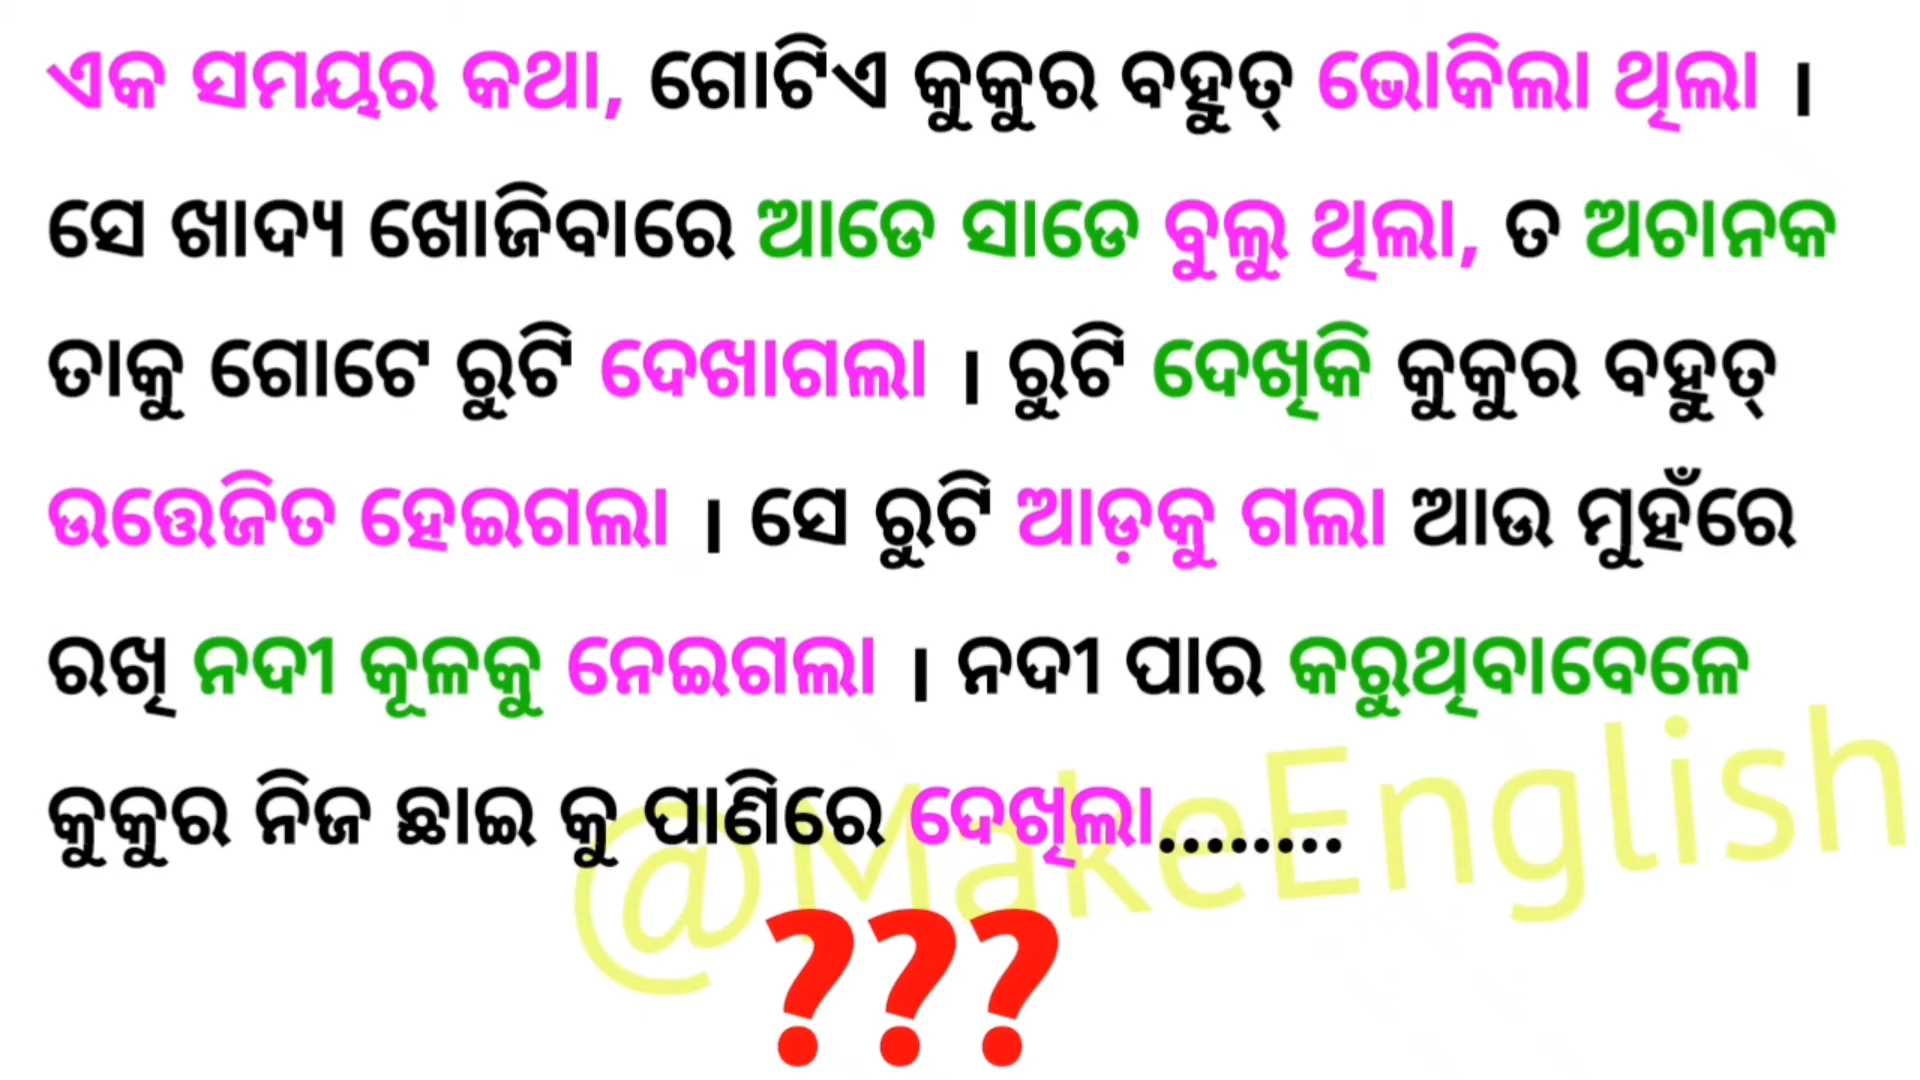 ଏକ ସମୟର କଥା, ଗୋଟିଏ କୁକୁର ବହୁତ୍ ଭୋକିଲା ଥିଲା ।
ସେ ଖାଦ୍ୟ ଖୋଜିବାରେ ଆଡେ ସାଡେ ବୁଲୁ ଥିଲା, ତ ଅଚାନକ
ତାକୁ ଗୋଟେ ରୁଟି ଦେଖାଗଲା । ରୁଟି ଦେଖିକି କୁକୁର ବହୁତ୍
ଉତ୍ତେଜିତ ହେଇଗଲା । ସେ ରୁଟି ଆଡ଼କୁ ଗଲା ଆଉ ମୁହଁରେ
ରଖି ନଦୀ କୂଳକୁ ନେଇଗଲା । ନଦୀ ପାର କରୁଥିବାବେଳେ
କୁକୁର ନିଜ ଛାଇ କୁ ପାଣିରେ ଦେଖିଲା........
@MakeEnglish
???